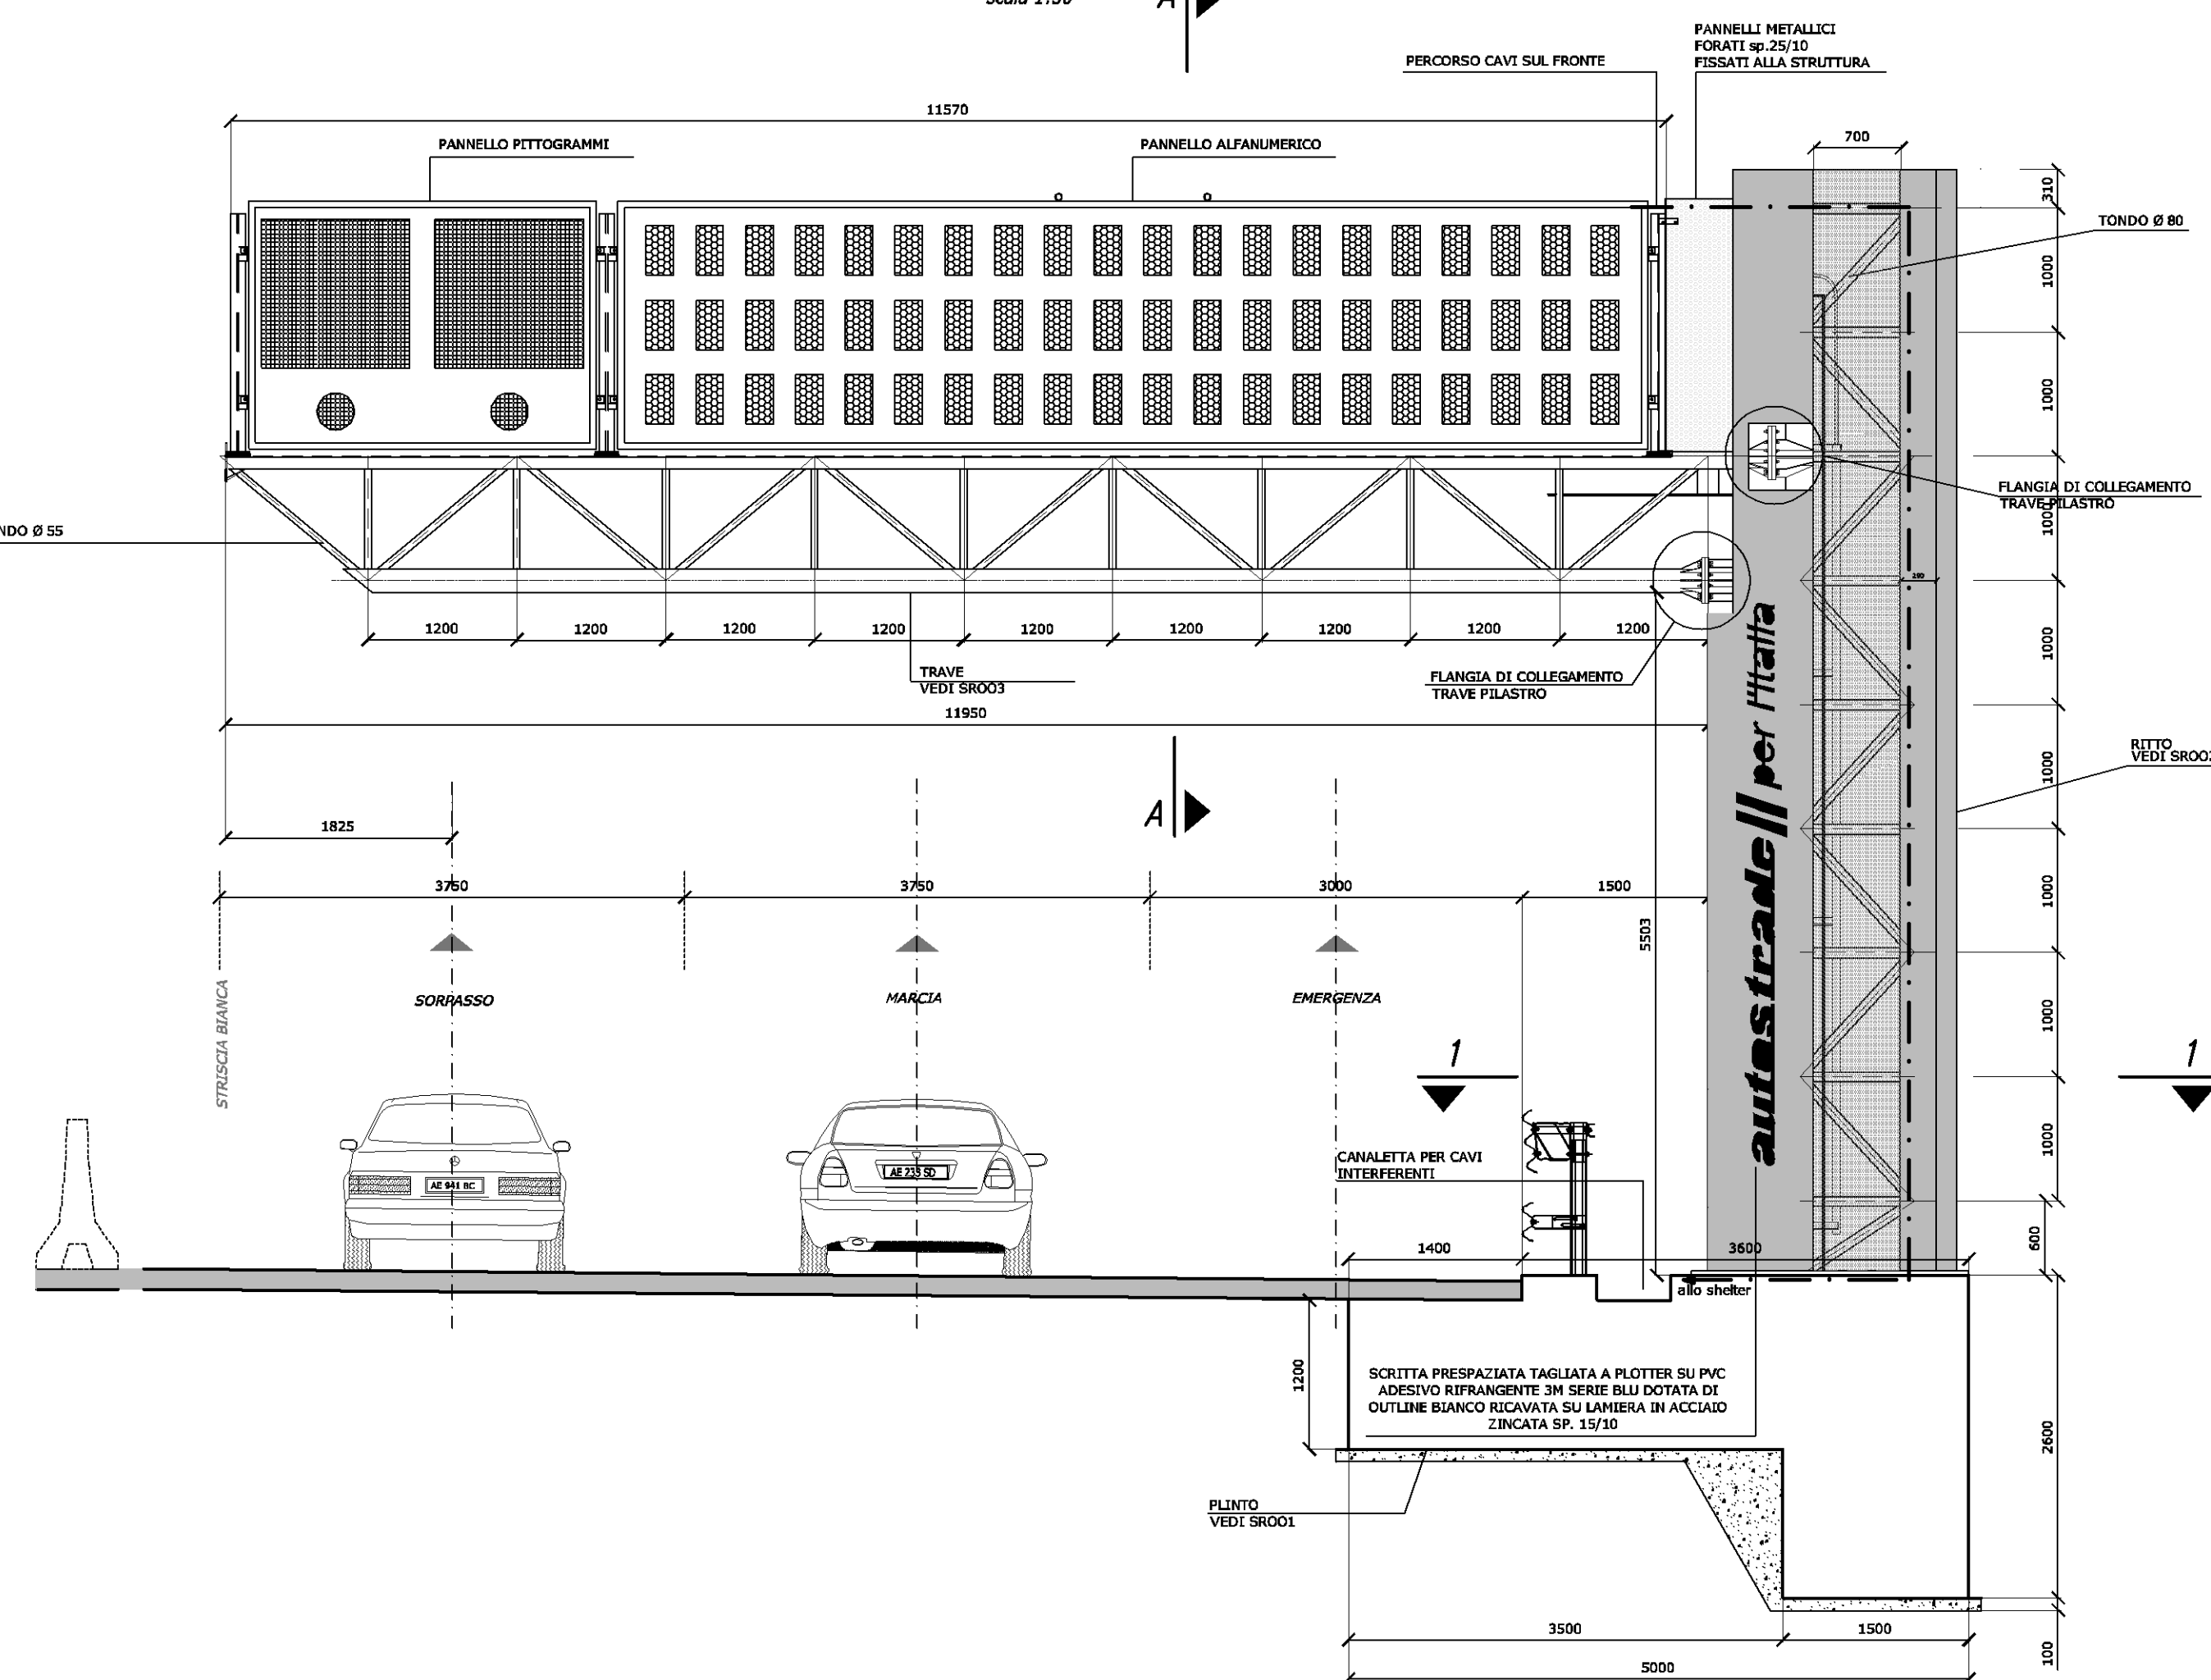 A
PANNELLI METALLICI
FORATI sp.25/10
FISSATI ALLA STRUTTURA
PERCORSO CAVI SUL FRONTE
11570
700
PANNELLO PITTOGRAMMI
PANNELLO ALFANUMERICO
310
TONDO Ø 80
1000
1000
FLANGIA DI COLLEGAMENTO
TRAVE PILASTRO
1000
NDO Ø 55
1200
1200
1200
1200
1200
1200
1200
1200
1200
1000
TRAVE
VEDI SR003
FLANGIA DI COLLEGAMENTO
TRAVE PILASTRO
11950
RITTO
VEDI SR002
1000
A
1825
3750
3750
3000
1500
1000
5503
autostrade per l'Italia
STRISCIA BIANCA
SORPASSO
MARCIA
EMERGENZA
1000
1
1
1000
CANALETTA PER CAVI
INTERFERENTI
AE 941 BC
AE 235 SD
1400
3600
600
allo shelter
1200
SCRITTA PRESPAZIATA TAGLIATA A PLOTTER SU PVC
ADESIVO RIFRANGENTE 3M SERIE BLU DOTATA DI
OUTLINE BIANCO RICAVATA SU LAMIERA IN ACCIAIO
ZINCATA SP. 15/10
2600
PLINTO
VEDI SR001
3500
1500
100
5000